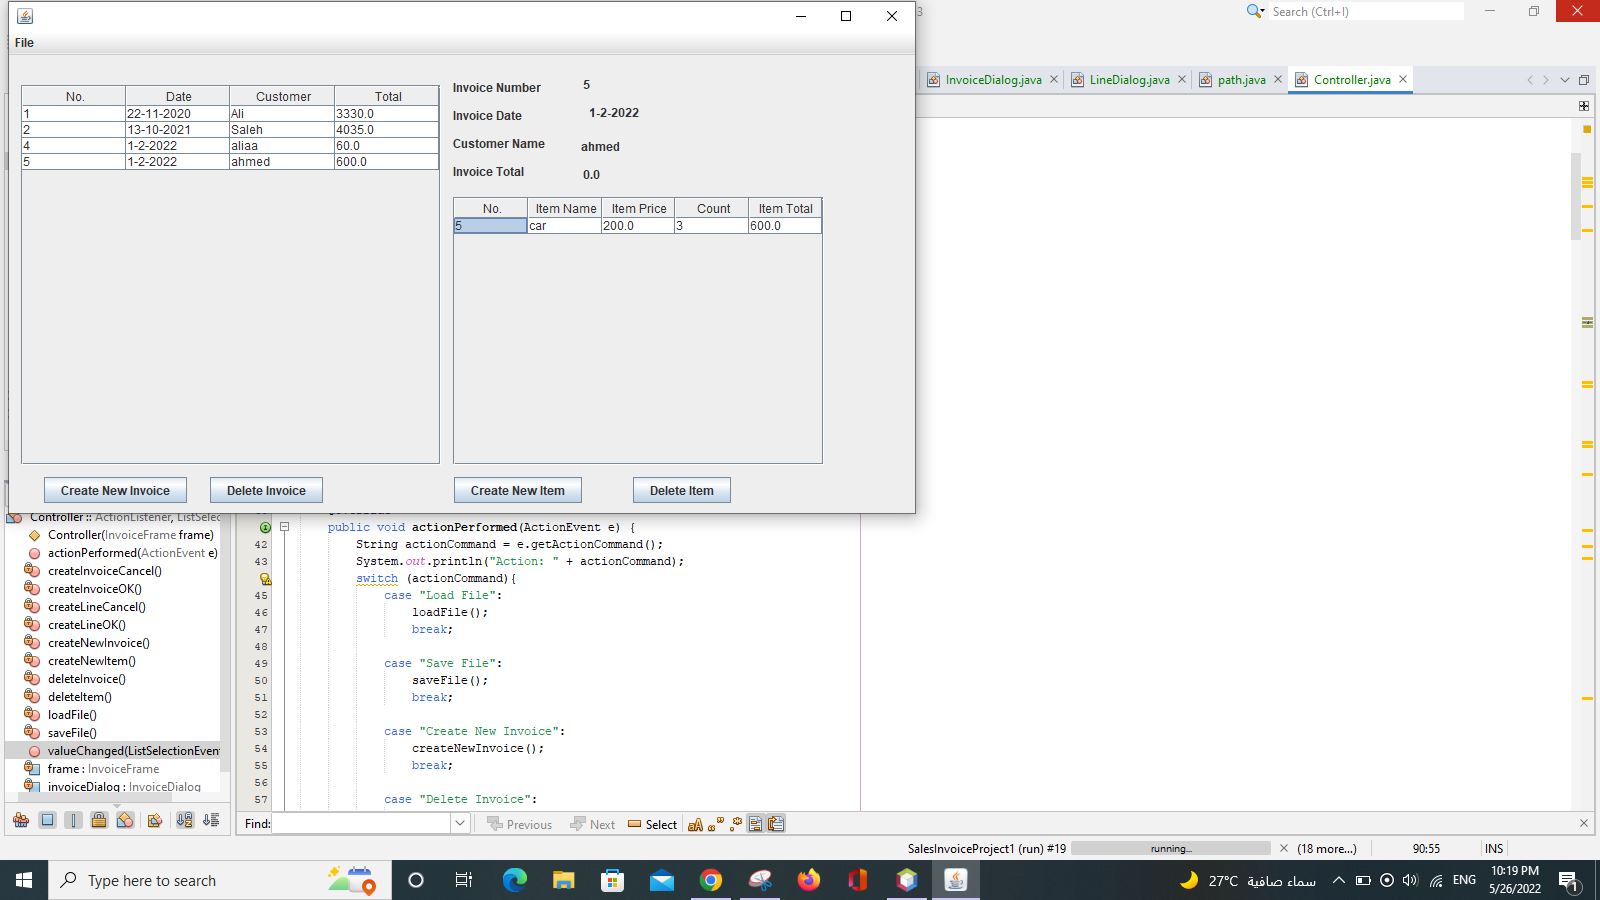 3
Search (Ctrl+I)
File
InvoiceDialog.java
LineDialog.java
path.java
Controller.java
No. Date Customer Total
1 22-11-2020 Ali 3330.0
2 13-10-2021 Saleh 4035.0
4 1-2-2022 aliaa 60.0
5 1-2-2022 ahmed 600.0
Invoice Number 5
Invoice Date 1-2-2022
Customer Name ahmed
Invoice Total 0.0
No. Item Name Item Price Count Item Total
5 car 200.0 3 600.0
Create New Invoice
Delete Invoice
Create New Item
Delete Item
Controller :: ActionListener, ListSelec
Controller(InvoiceFrame frame)
actionPerformed(ActionEvent e)
createInvoiceCancel()
createInvoiceOK()
createLineCancel()
createLineOK()
createNewInvoice()
createNewItem()
deleteInvoice()
deleteItem()
loadFile()
saveFile()
valueChanged(ListSelectionEven
frame : InvoiceFrame
invoiceDialog : InvoiceDialog
public void actionPerformed(ActionEvent e) {
42 String actionCommand = e.getActionCommand();
43 System.out.println("Action: " + actionCommand);
switch (actionCommand){
45 case "Load File":
46 loadFile();
47 break;
48
49 case "Save File":
50 saveFile();
51 break;
52
53 case "Create New Invoice":
54 createNewInvoice();
55 break;
56
57 case "Delete Invoice":
Find:
Previous
Next
Select
SalesInvoiceProject1 (run) #19
running...
(18 more...)
90:55
INS
Type here to search
27°C سماء صافية
ENG
10:19 PM
5/26/2022
1